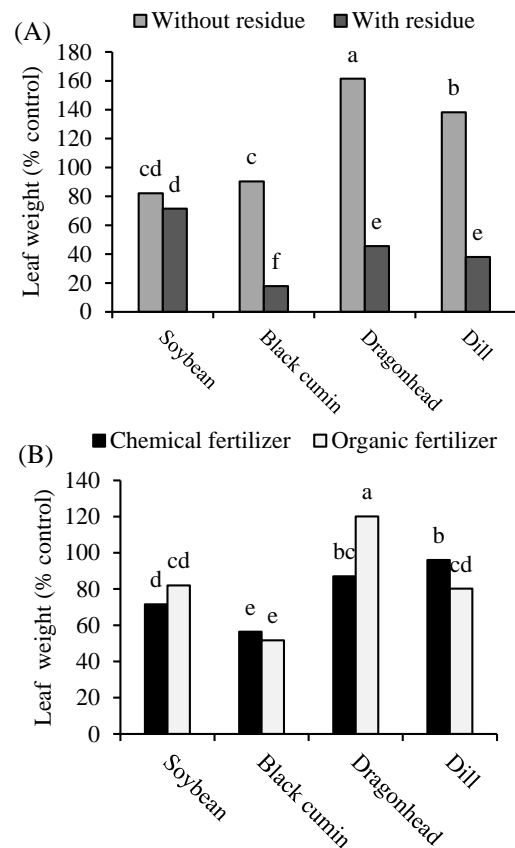 (A)
Without residue With residue
Leaf weight (% control)
180
160
140
120
100
80
60
40
20
0
cd d c f a e b e
Soybean Black cumin Dragonhead Dill
(B)
Chemical fertilizer Organic fertilizer
Leaf weight (% control)
140
120
100
80
60
40
20
0
d cd e e bc a b cd
Soybean Black cumin Dragonhead Dill